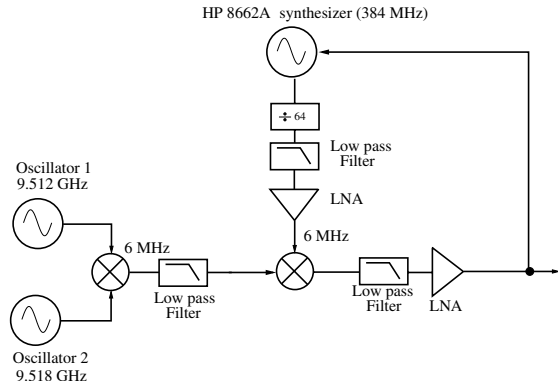 HP 8662A synthesizer (384 MHz)
÷ 64
Low pass
Filter
LNA
Oscillator 1
9.512 GHz
6 MHz
6 MHz
Low pass
Filter
Low pass
Filter
LNA
Oscillator 2
9.518 GHz